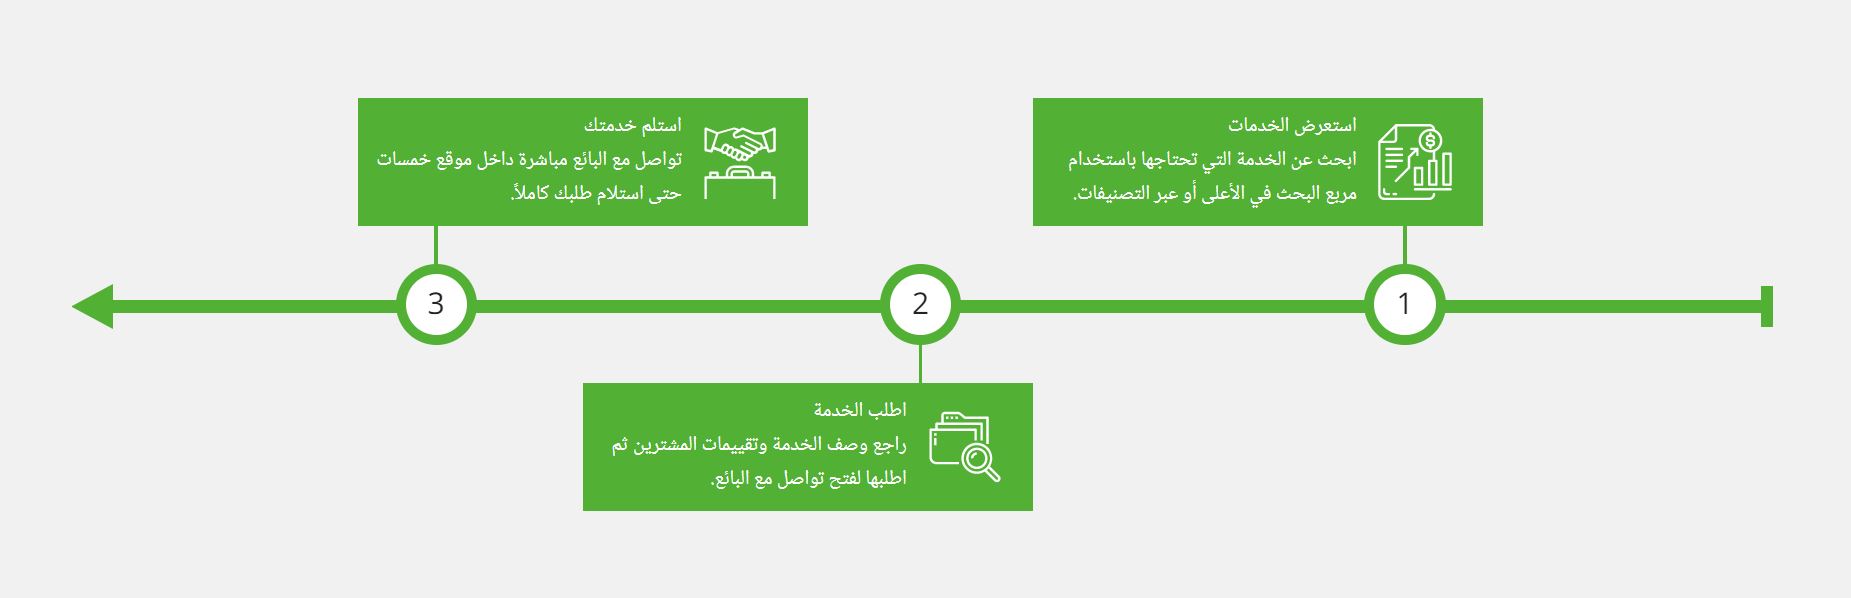 استعرض الخدمات
ابحث عن الخدمة التي تحتاجها باستخدام
مربع البحث في الأعلى أو عبر التصنيفات.
1
2
اطلب الخدمة
راجع وصف الخدمة وتقييمات المشترين ثم
اطلبها لفتح تواصل مع البائع.
استلم خدمتك
تواصل مع البائع مباشرة داخل موقع خمسات
حتى استلام طلبك كاملاً.
3